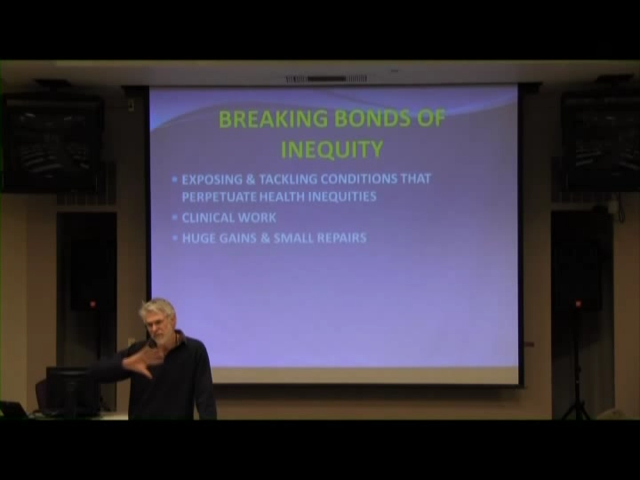 BREAKING BONDS OF
INEQUITY
EXPOSING & TACKLING CONDITIONS THAT
PERPETUATE HEALTH INEQUITIES
CLINICAL WORK
HUGE GAINS & SMALL REPAIRS